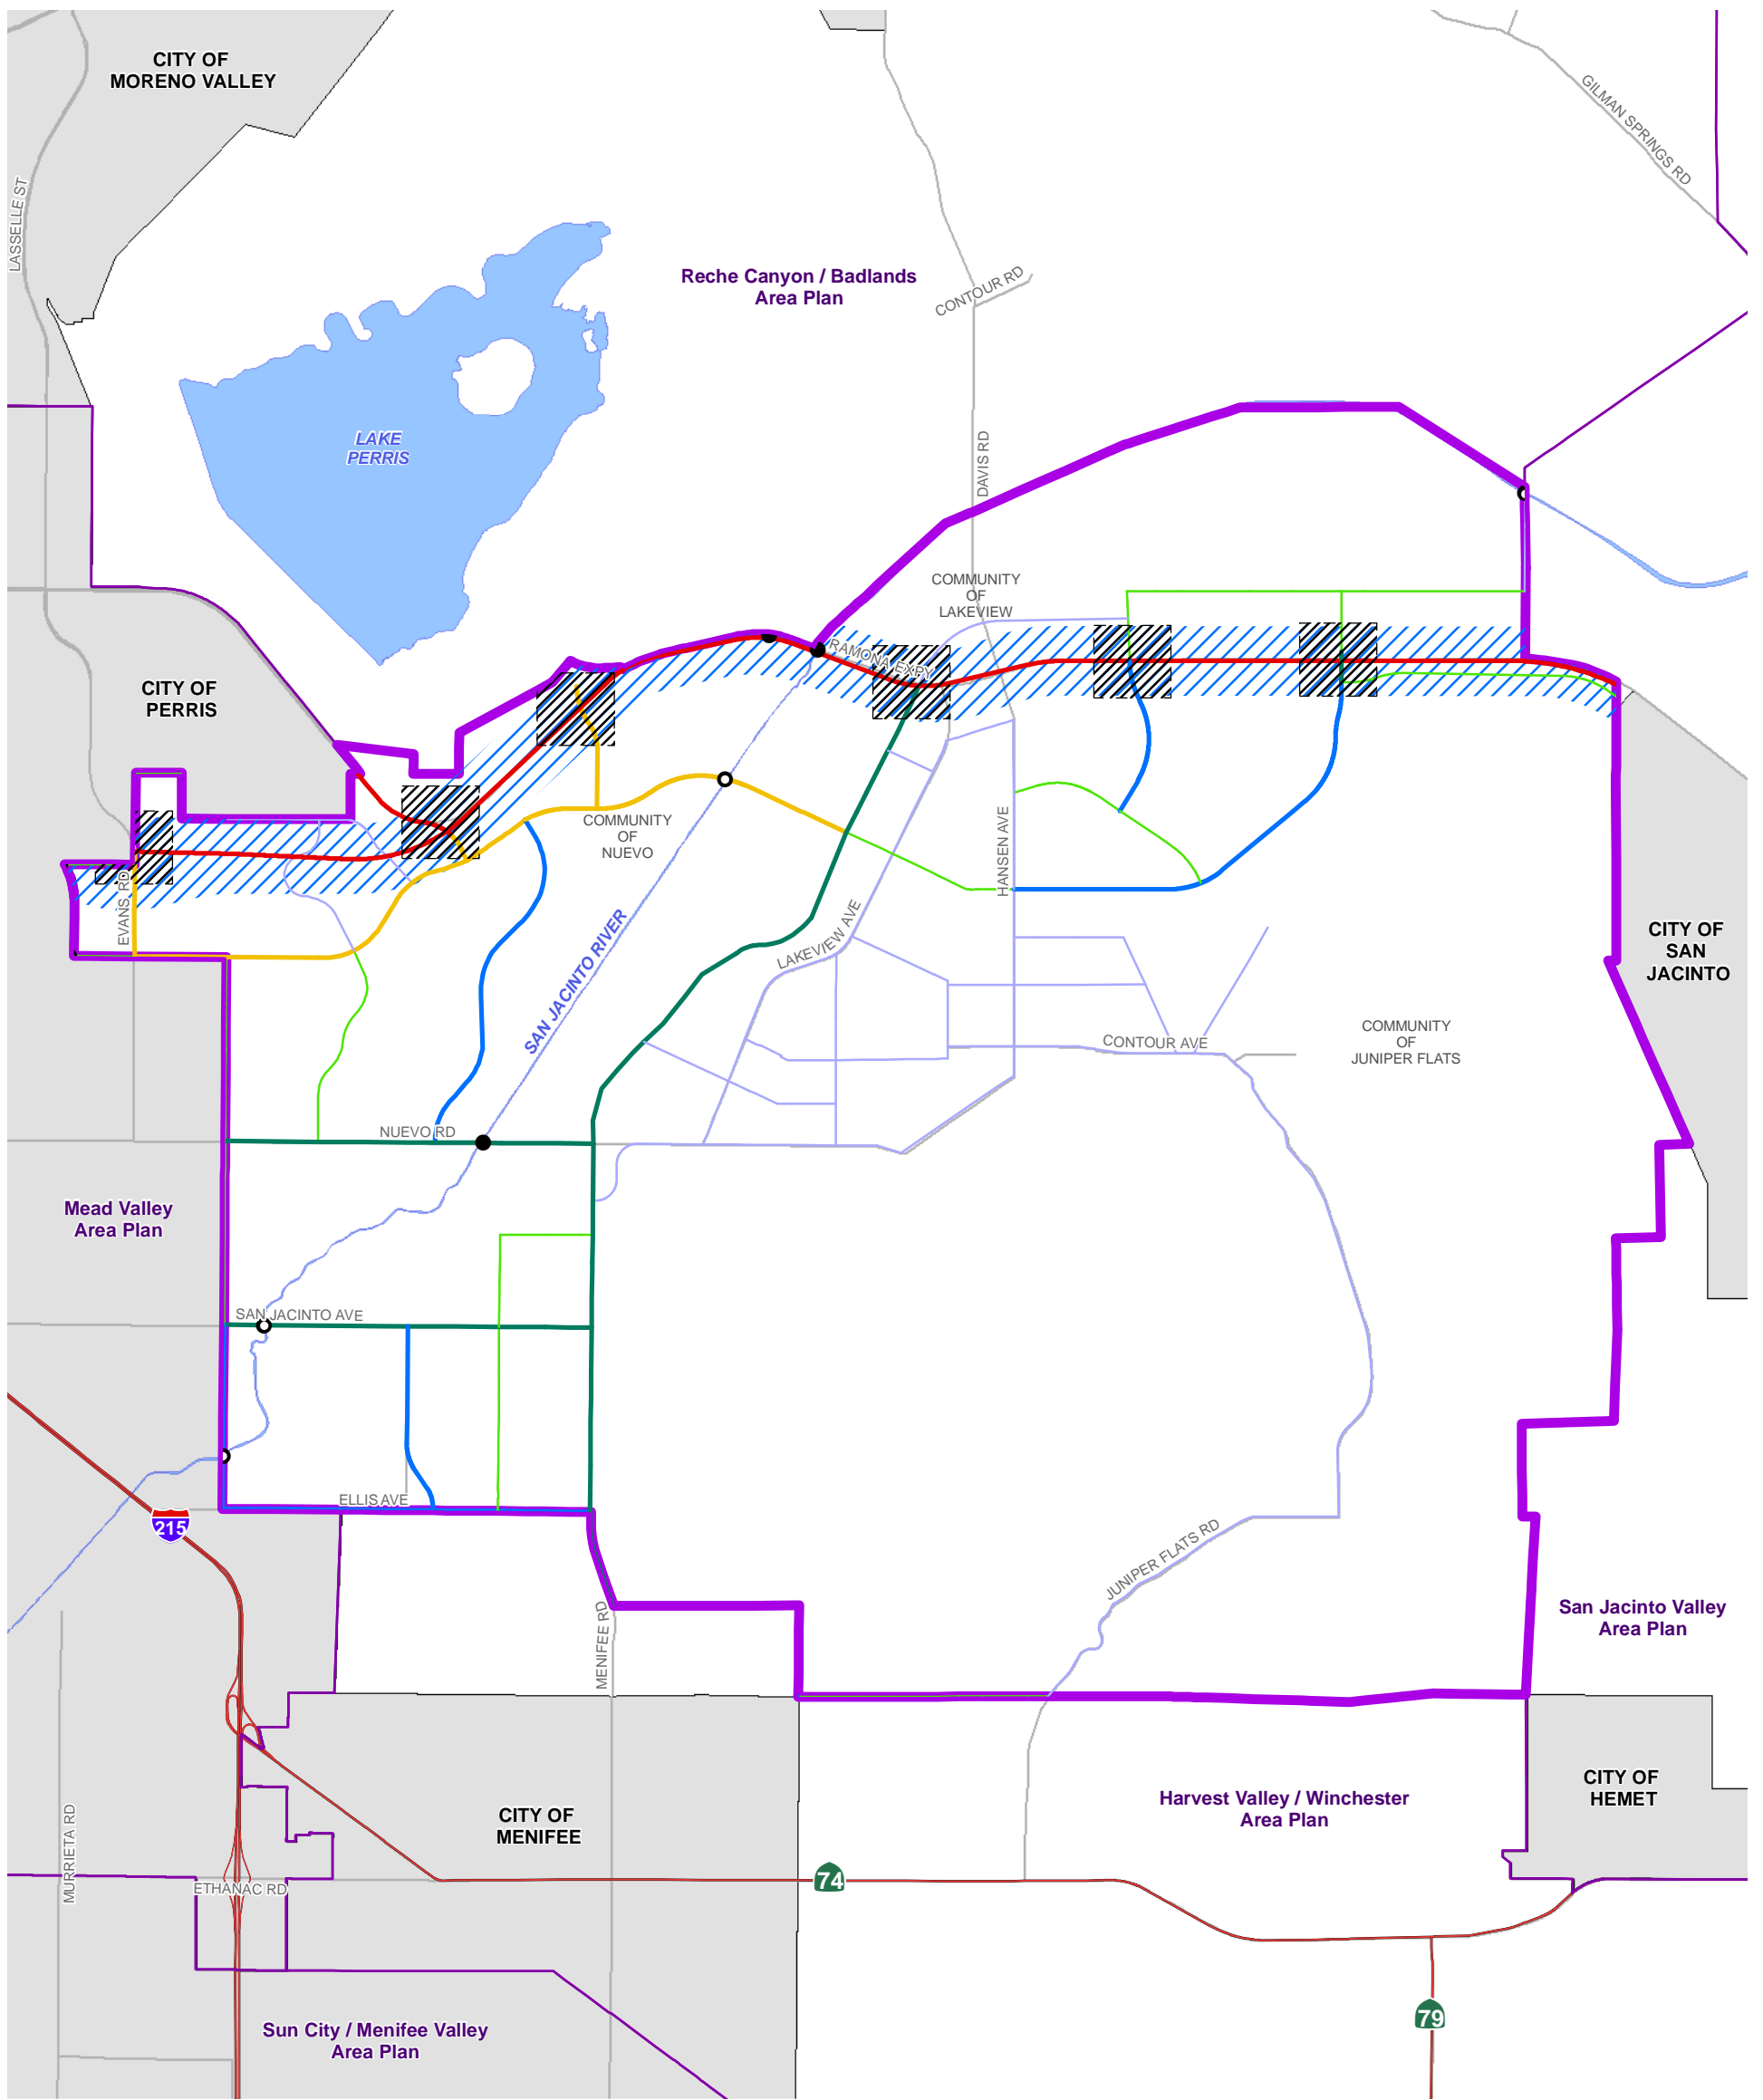 CITY OF
MORENO VALLEY
GILMAN SPRINGS RD
LASSELLE ST
Reche Canyon / Badlands
Area Plan
CONTOUR RD
LAKE
PERRIS
DAVIS RD
COMMUNITY
OF
LAKEVIEW
RAMONA EXPY
CITY OF
PERRIS
COMMUNITY
OF
NUEVO
HANSEN AVE
EVANS RD
LAKEVIEW AVE
SAN JACINTO RIVER
CITY OF
SAN
JACINTO
COMMUNITY
OF
JUNIPER FLATS
CONTOUR AVE
NUEVO RD
Mead Valley
Area Plan
SAN JACINTO AVE
ELLIS AVE
215
JUNIPER FLATS RD
MENIFEE RD
San Jacinto Valley
Area Plan
CITY OF
HEMET
Harvest Valley / Winchester
Area Plan
CITY OF
MENIFEE
MURRIETA RD
74
ETHANAC RD
79
Sun City / Menifee Valley
Area Plan